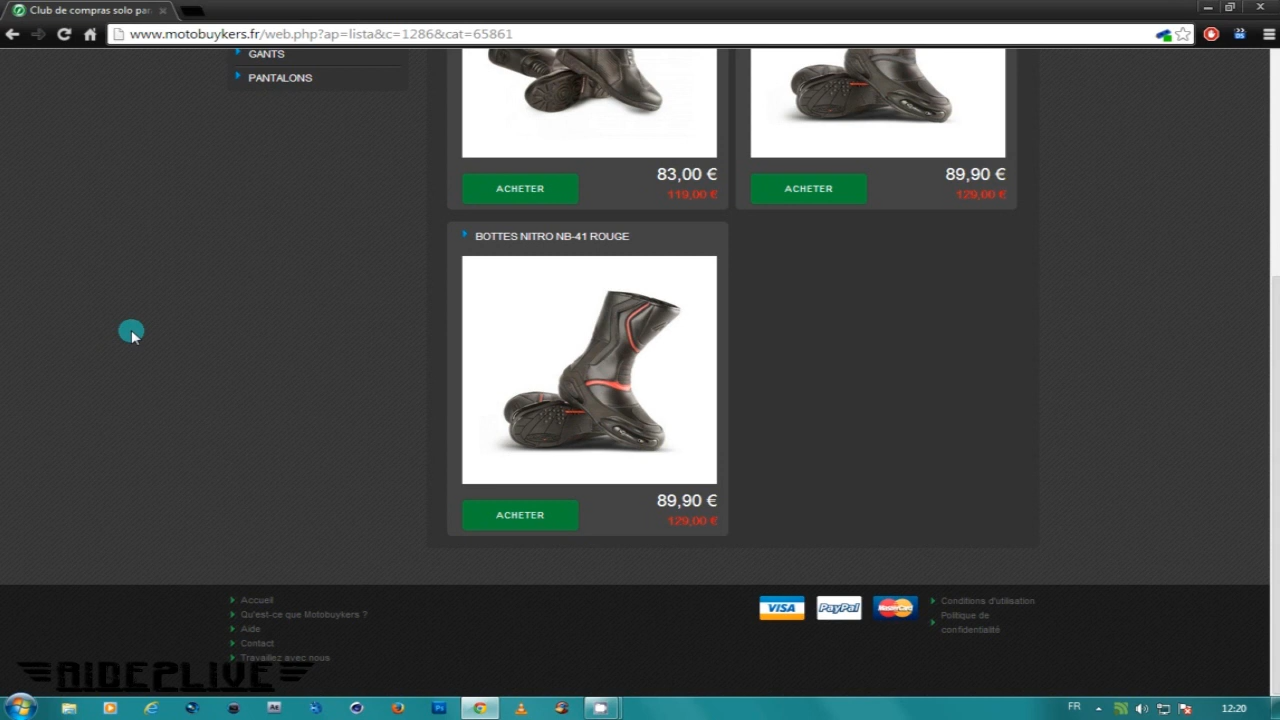 Club de compras solo par
www.motobuykers.fr/web.php?ap=lista&c=1286&cat=65861
GANTS
PANTALONS
83,00 €
119,00 €
ACHETER
89,90 €
129,00 €
ACHETER
BOTTES NITRO NB-41 ROUGE
89,90 €
129,00 €
ACHETER
Accueil
Qu'est-ce que Motobuykers ?
Aide
Contact
Travaillez avec nous
VISA
PayPal
MasterCard
Conditions d'utilisation
Politique de
confidentialité
RIDE2LIVE
Ae
Ps
FR
12:20